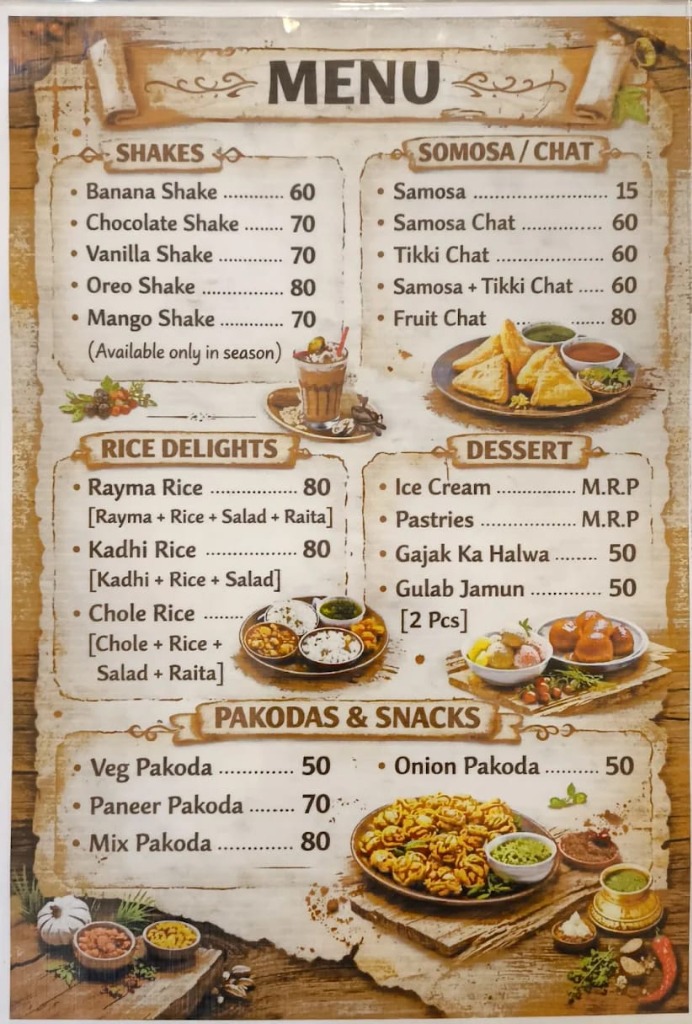 MENU
SHAKES
• Banana Shake ........... 60
• Chocolate Shake ....... 70
• Vanilla Shake ............ 70
• Oreo Shake .............. 80
• Mango Shake ............ 70
(Available only in season)
SOMOSA / CHAT
• Samosa ........................ 15
• Samosa Chat ............... 60
• Tikki Chat .................... 60
• Samosa + Tikki Chat ..... 60
• Fruit Chat ................ 80
RICE DELIGHTS
• Rayma Rice ................ 80
[Rayma + Rice + Salad + Raita]
• Kadhi Rice ................. 80
[Kadhi + Rice + Salad]
• Chole Rice .......
[Chole + Rice +
Salad + Raita]
DESSERT
• Ice Cream ............... M.R.P
• Pastries .................. M.R.P
• Gajak Ka Halwa ....... 50
• Gulab Jamun ............ 50
[2 Pcs]
PAKODAS & SNACKS
• Veg Pakoda ............. 50
• Paneer Pakoda ....... 70
• Mix Pakoda ............. 80
• Onion Pakoda ......... 50